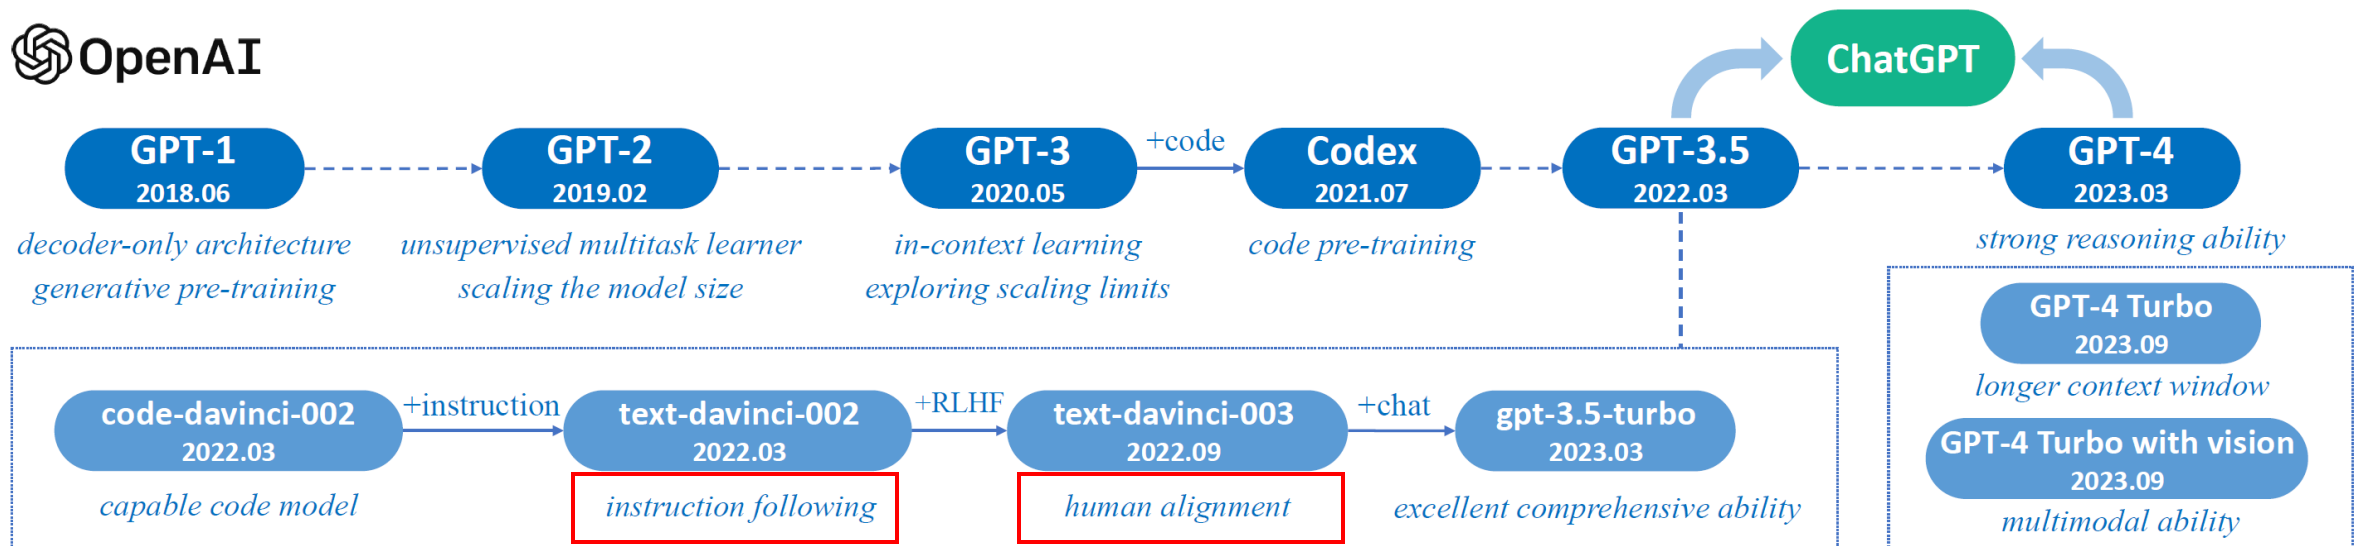 OpenAI
ChatGPT
GPT-1
2018.06
decoder-only architecture
generative pre-training
GPT-2
2019.02
unsupervised multitask learner
scaling the model size
GPT-3
2020.05
in-context learning
exploring scaling limits
+code
Codex
2021.07
code pre-training
GPT-3.5
2022.03
GPT-4
2023.03
strong reasoning ability
GPT-4 Turbo
2023.09
longer context window
GPT-4 Turbo with vision
2023.09
multimodal ability
code-davinci-002
2022.03
capable code model
+instruction
text-davinci-002
2022.03
instruction following
+RLHF
text-davinci-003
2022.09
human alignment
+chat
gpt-3.5-turbo
2023.03
excellent comprehensive ability